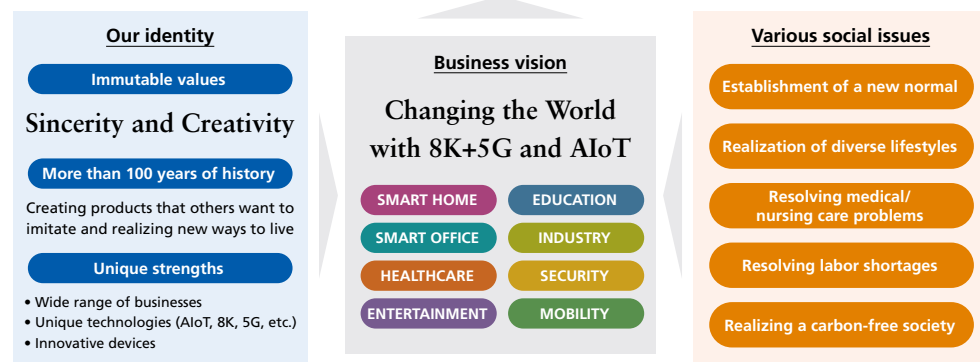 Our identity
Immutable values
Sincerity and Creativity
More than 100 years of history
Creating products that others want to
imitate and realizing new ways to live
Unique strengths
• Wide range of businesses
• Unique technologies (AIoT, 8K, 5G, etc.)
• Innovative devices
Business vision
Changing the World
with 8K+5G and AIoT
SMART HOME
EDUCATION
SMART OFFICE
INDUSTRY
HEALTHCARE
SECURITY
ENTERTAINMENT
MOBILITY
Various social issues
Establishment of a new normal
Realization of diverse lifestyles
Resolving medical/
nursing care problems
Resolving labor shortages
Realizing a carbon-free society